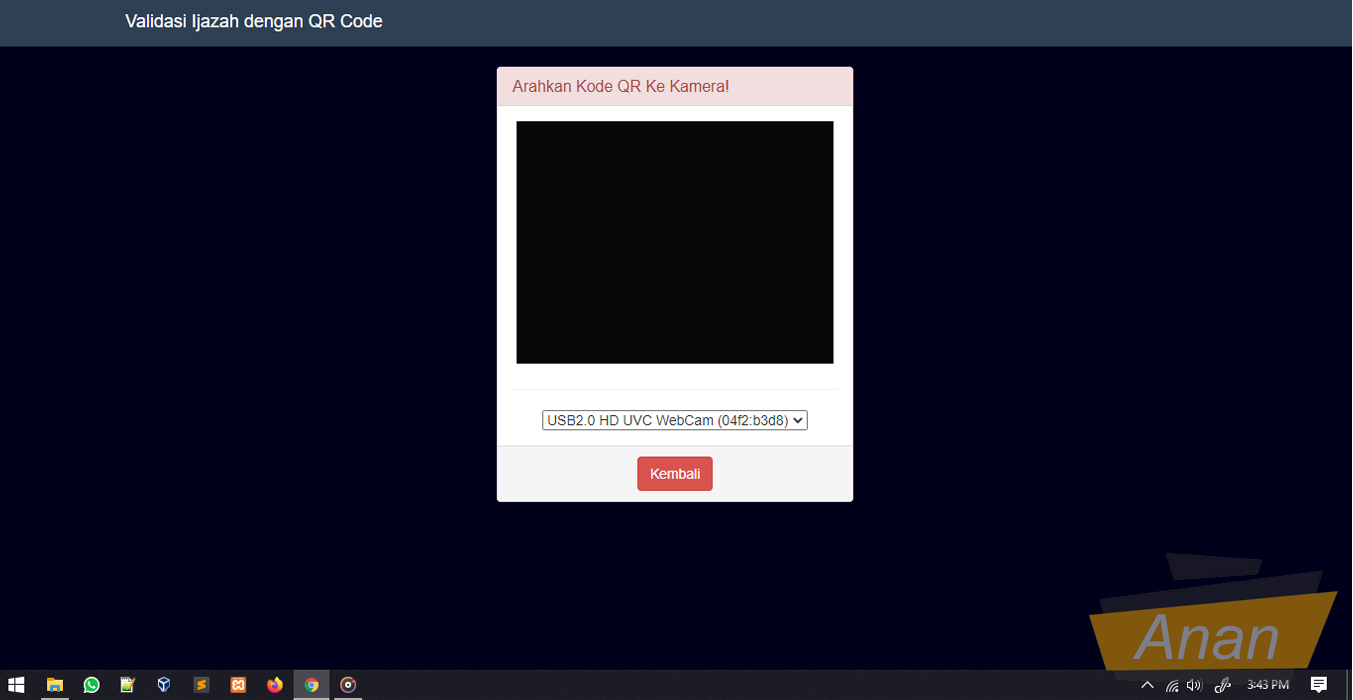 Validasi Ijazah dengan QR Code
Arahkan Kode QR Ke Kamera!
USB2.0 HD UVC WebCam (04f2:b3d8)
Kembali
Anan
3:43 PM